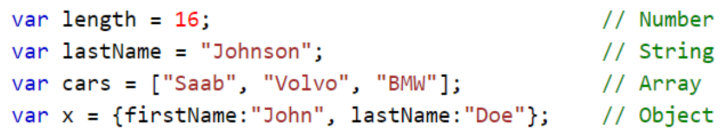 var length = 16; // Number
var lastName = "Johnson"; // String
var cars = ["Saab", "Volvo", "BMW"]; // Array
var x = {firstName:"John", lastName:"Doe"}; // Object